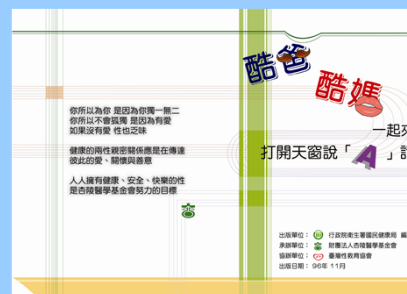 酷爸
酷媽
一起來
打開天窗說「A」話
你所以為你 是因為你獨一無二
你所以不會孤獨 是因為有愛
如果沒有愛 性也乏味
健康的兩性親密關係應是在傳達
彼此的愛、關懷與善意
人人擁有健康、安全、快樂的性
是杏陵醫學基金會努力的目標
出版單位： 行政院衛生署國民健康局 編
承辦單位： 財團法人杏陵醫學基金會
協辦單位： 臺灣性教育協會
出版日期： 96年 11月